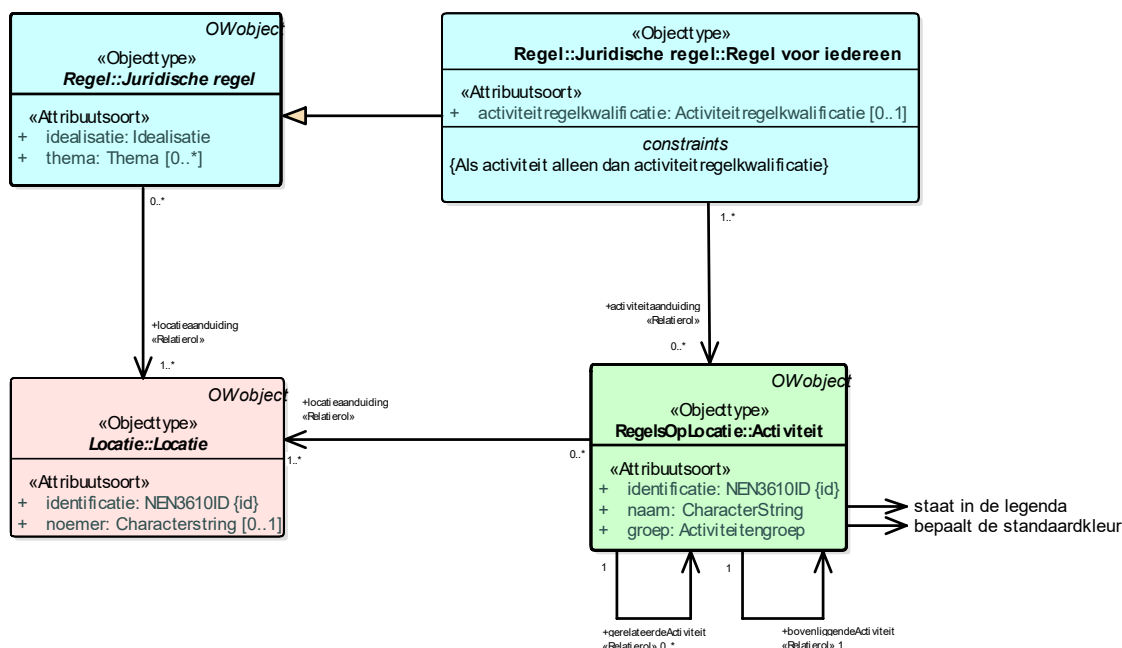 OWobject
«Objecttype»
Regel::Juridische regel
«Attribuutsoort»
+ idealisatie: Idealisatie
+ thema: Thema [0..*]
«Objecttype»
Regel::Juridische regel::Regel voor iedereen
«Attribuutsoort»
+ activiteitregelkwalificatie: Activiteitregelkwalificatie [0..1]
constraints
{Als activiteit alleen dan activiteitregelkwalificatie}
0..*
+locatieaanduiding
«Relatierol»
1..*
1..*
+activiteitaanduiding
«Relatierol»
0..*
OWobject
«Objecttype»
Locatie::Locatie
«Attribuutsoort»
+ identificatie: NEN3610ID {id}
+ noemer: Characterstring [0..1]
+locatieaanduiding
«Relatierol»
1..*
0..*
OWobject
«Objecttype»
RegelsOpLocatie::Activiteit
«Attribuutsoort»
+ identificatie: NEN3610ID {id}
+ naam: CharacterString
+ groep: Activiteitengroep
staat in de legenda
bepaalt de standaardkleur
1
+gerelateerdeActiviteit
«Relatierol» 0..*
1
+bovenliggendeActiviteit
«Relatierol» 1